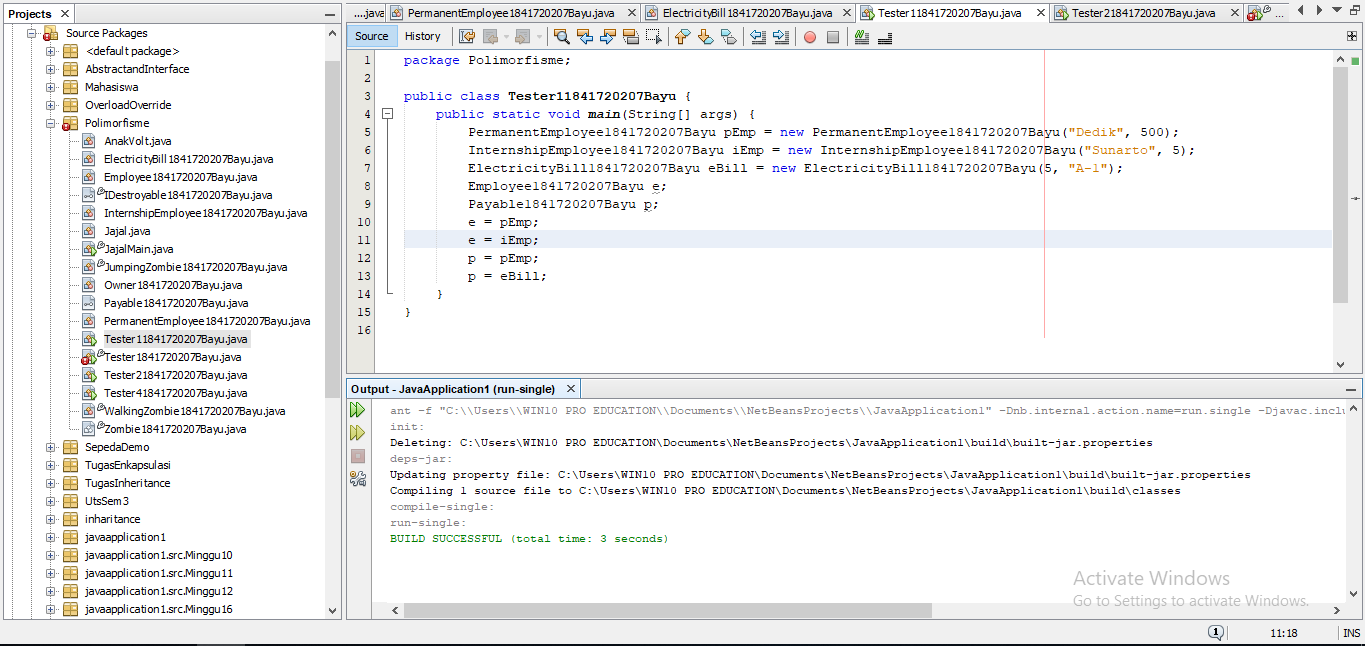 Projects
Source Packages
<default package>
AbstractandInterface
Mahasiswa
OverloadOverride
Polimorfisme
AnakVolt.java
ElectricityBill1841720207Bayu.java
Employee1841720207Bayu.java
IDestroyable1841720207Bayu.java
InternshipEmployee1841720207Bayu.java
Jajal.java
JajalMain.java
JumpingZombie1841720207Bayu.java
Owner1841720207Bayu.java
Payable1841720207Bayu.java
PermanentEmployee1841720207Bayu.java
Tester11841720207Bayu.java
Tester1841720207Bayu.java
Tester21841720207Bayu.java
Tester41841720207Bayu.java
WalkingZombie1841720207Bayu.java
Zombie1841720207Bayu.java
SepedaDemo
TugasEnkapsulasi
TugasInheritance
UtsSem3
inharitance
javaapplication1
javaapplication1.src.Minggu10
javaapplication1.src.Minggu11
javaapplication1.src.Minggu12
javaapplication1.src.Minggu16
....java PermanentEmployee1841720207Bayu.java ElectricityBill1841720207Bayu.java Tester11841720207Bayu.java Tester21841720207Bayu.java ...
Source History
1 package Polimorfisme;
2
3 public class Tester11841720207Bayu {
4 public static void main(String[] args) {
5 PermanentEmployee1841720207Bayu pEmp = new PermanentEmployee1841720207Bayu("Dedik", 500);
6 InternshipEmployee1841720207Bayu iEmp = new InternshipEmployee1841720207Bayu("Sunarto", 5);
7 ElectricityBill1841720207Bayu eBill = new ElectricityBill1841720207Bayu(5, "A-1");
8 Employee1841720207Bayu e;
9 Payable1841720207Bayu p;
10 e = pEmp;
11 e = iEmp;
12 p = pEmp;
13 p = eBill;
14 }
15 }
16
Output - JavaApplication1 (run-single)
ant -f "C:\\Users\\WIN10 PRO EDUCATION\\Documents\\NetBeansProjects\\JavaApplication1" -Dnb.internal.action.name=run.single -Djavac.inclu
init:
Deleting: C:\Users\WIN10 PRO EDUCATION\Documents\NetBeansProjects\JavaApplication1\build\built-jar.properties
deps-jar:
Updating property file: C:\Users\WIN10 PRO EDUCATION\Documents\NetBeansProjects\JavaApplication1\build\built-jar.properties
Compiling 1 source file to C:\Users\WIN10 PRO EDUCATION\Documents\NetBeansProjects\JavaApplication1\build\classes
compile-single:
run-single:
BUILD SUCCESSFUL (total time: 3 seconds)
Activate Windows
Go to Settings to activate Windows.
1 11:18 INS